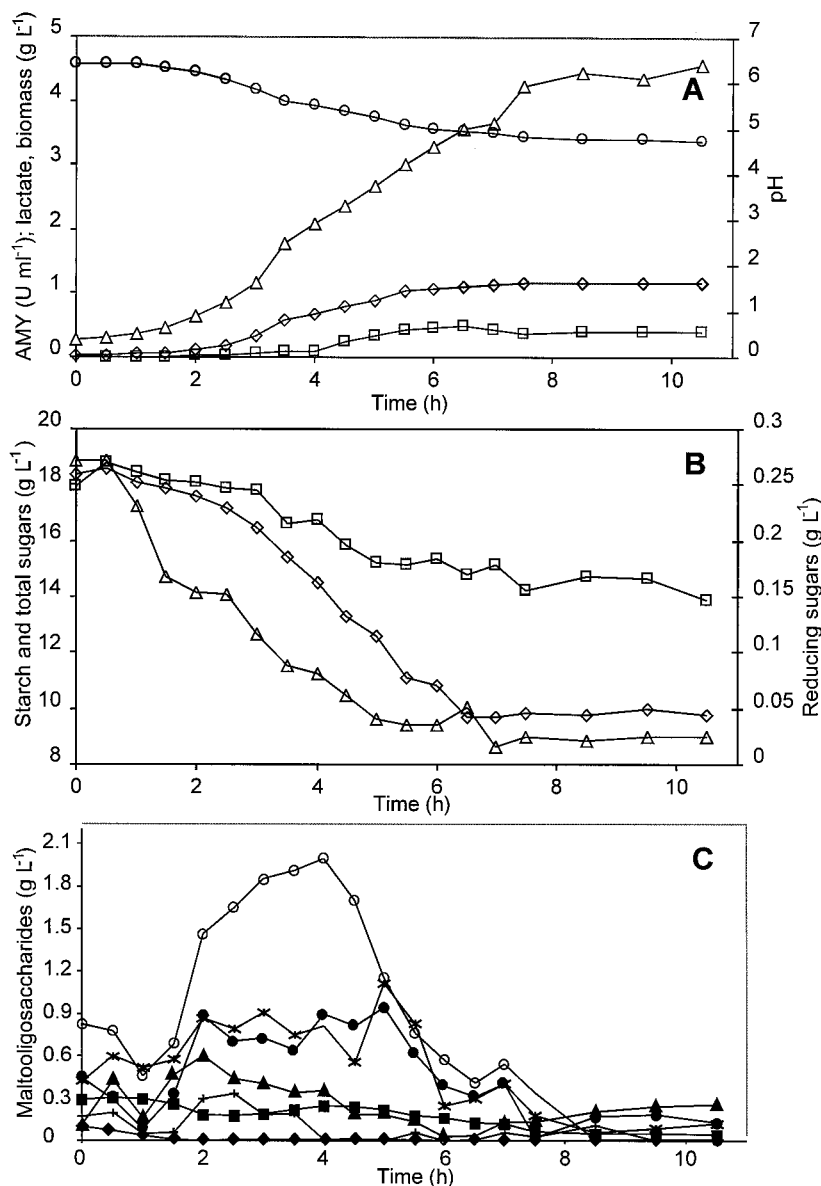 5
4
3
2
1
0
7
6
5
4
3
2
1
0
A
AMY (U ml⁻¹); lactate, biomass (g L⁻¹)
pH
0 2 4 6 8 10
Time (h)
20
18
16
14
12
10
8
0.3
0.25
0.2
0.15
0.1
0.05
0
B
Starch and total sugars (g L⁻¹)
Reducing sugars (g L⁻¹)
0 2 4 6 8 10
Time (h)
2.1
1.8
1.5
1.2
0.9
0.6
0.3
0
C
Maltooligosaccharides (g L⁻¹)
0 2 4 6 8 10
Time (h)